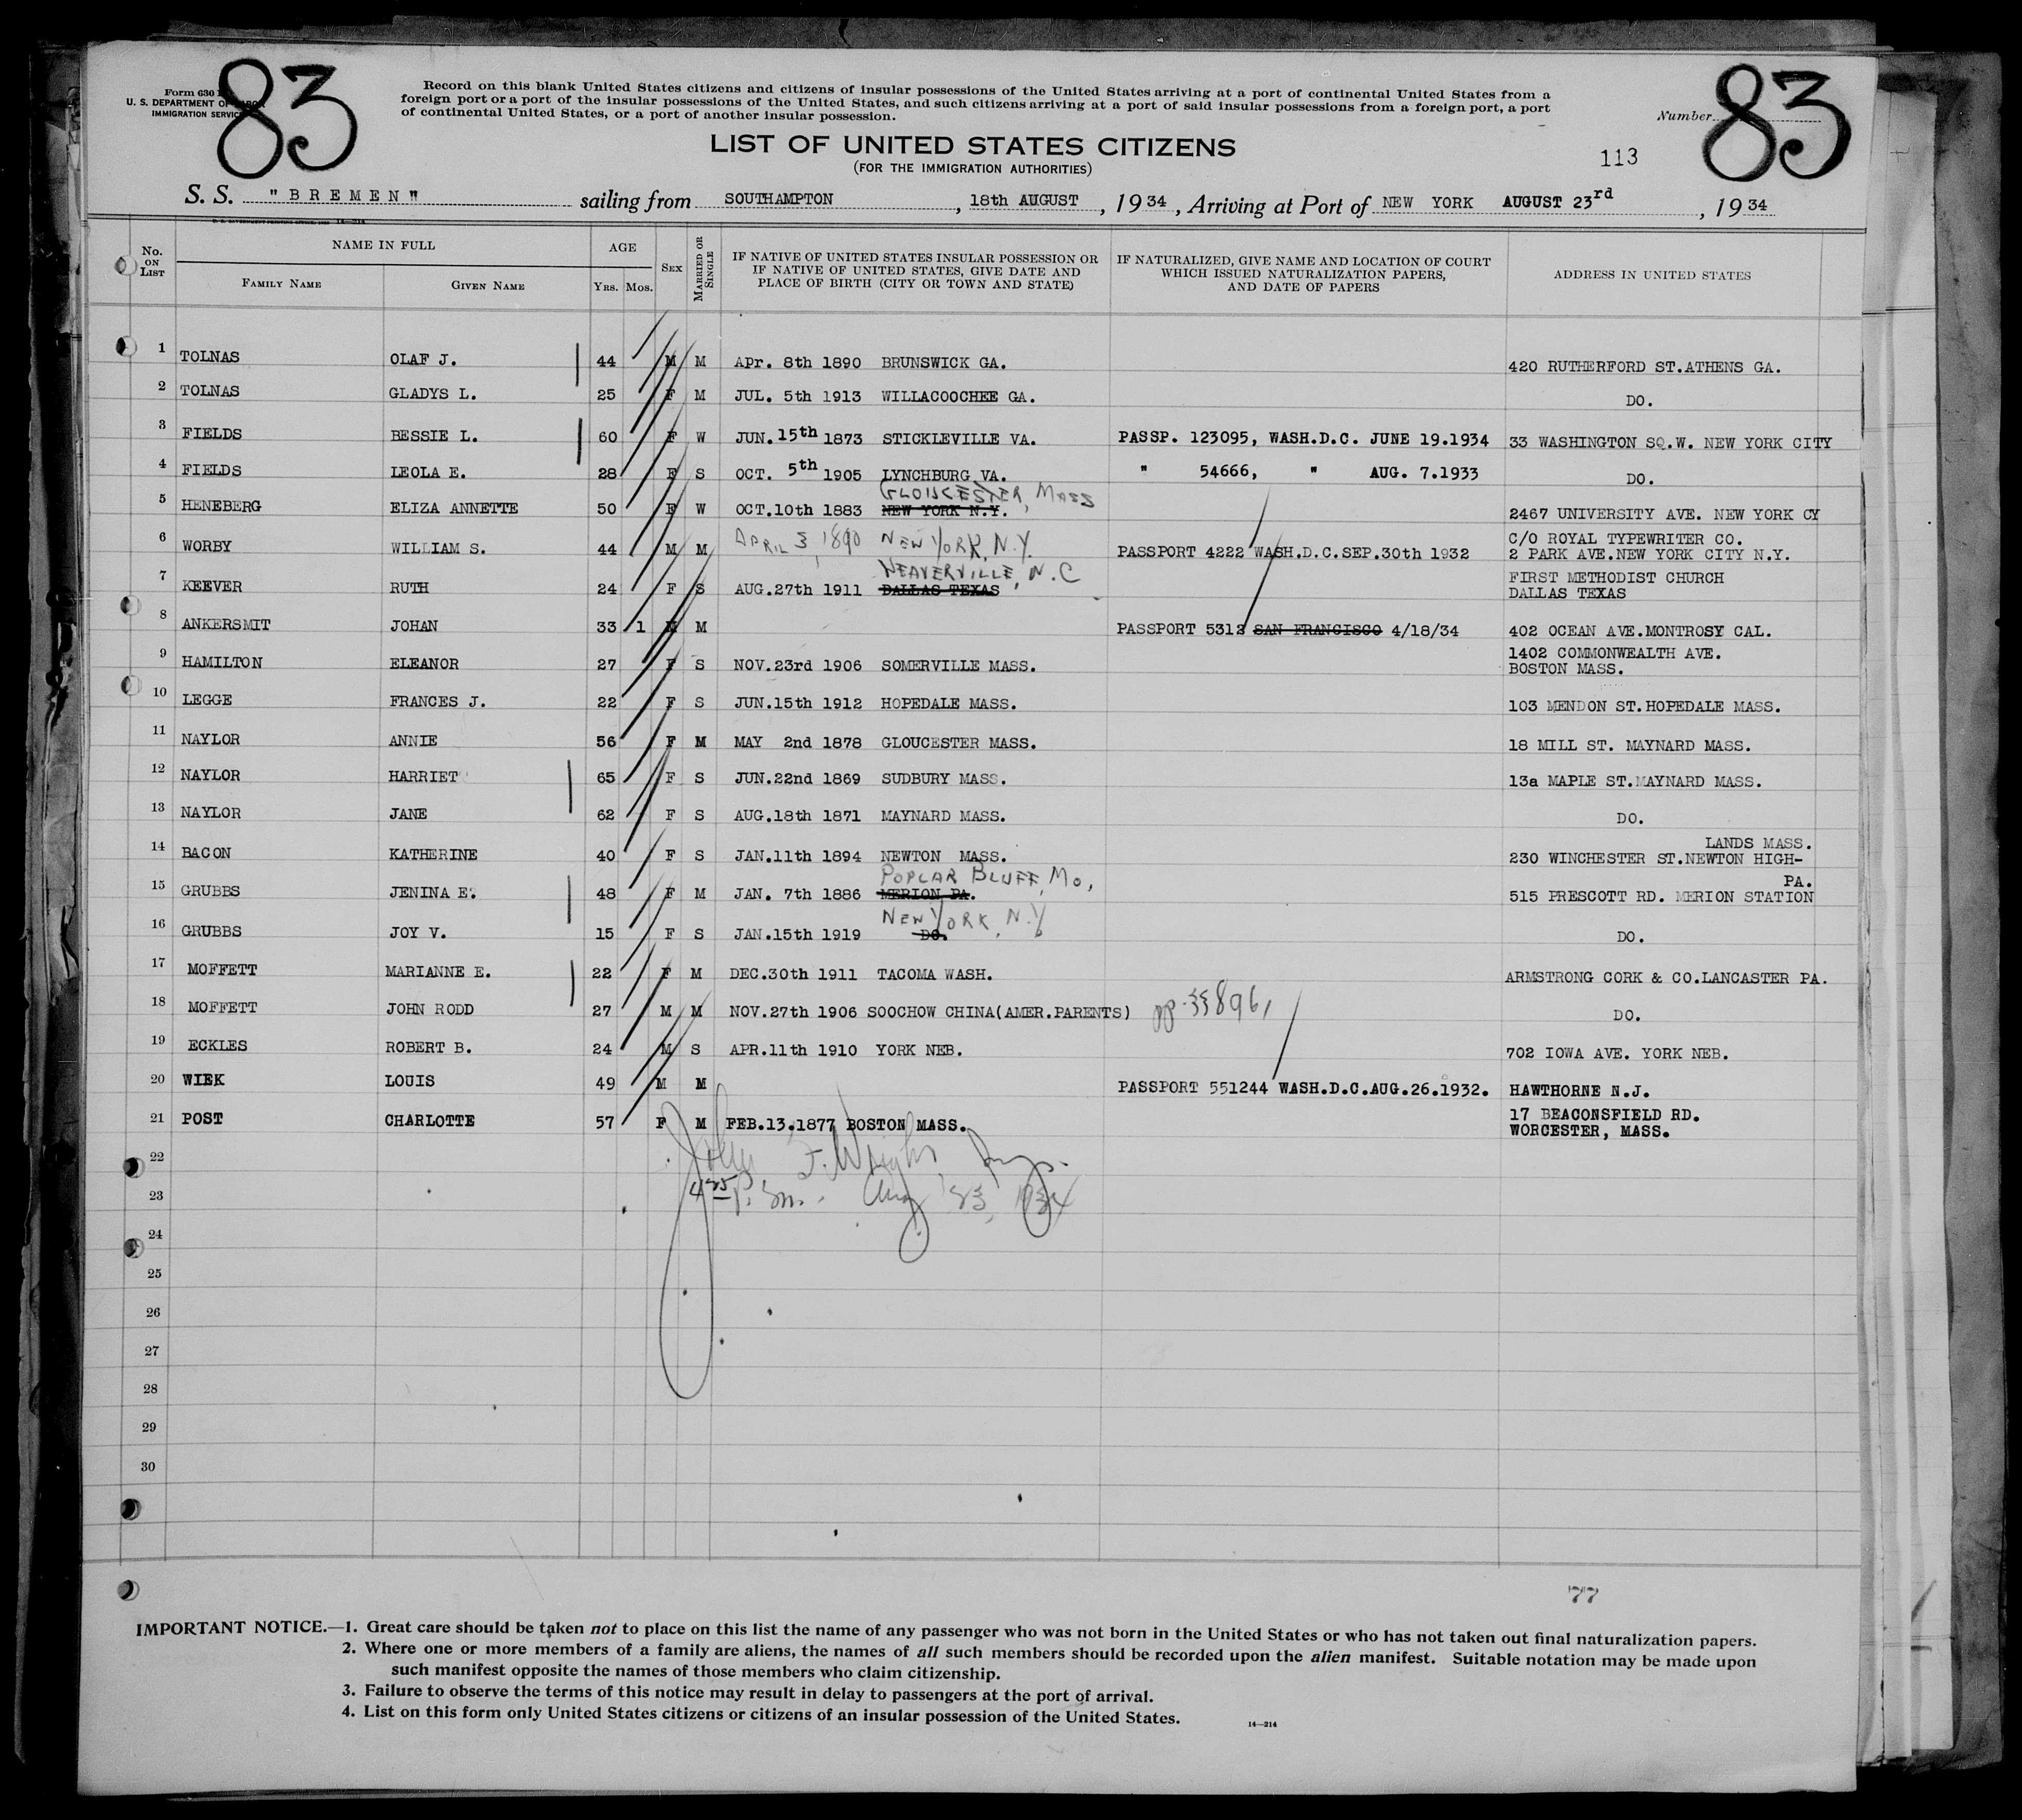 83
83
Form 630
U. S. DEPARTMENT OF LABOR
IMMIGRATION SERVICE
Record on this blank United States citizens and citizens of insular possessions of the United States arriving at a port of continental United States from a
foreign port or a port of the insular possessions of the United States, and such citizens arriving at a port of said insular possessions from a foreign port, a port
of continental United States, or a port of another insular possession.
Number
LIST OF UNITED STATES CITIZENS
(FOR THE IMMIGRATION AUTHORITIES)
113
S. S. "BREMEN" sailing from SOUTHAMPTON, 18th AUGUST, 1934, Arriving at Port of NEW YORK AUGUST 23rd, 1934
No. ON LIST
NAME IN FULL
FAMILY NAME
GIVEN NAME
AGE
YRS. MOS.
SEX
MARRIED OR SINGLE
IF NATIVE OF UNITED STATES INSULAR POSSESSION OR
IF NATIVE OF UNITED STATES, GIVE DATE AND
PLACE OF BIRTH (CITY OR TOWN AND STATE)
IF NATURALIZED, GIVE NAME AND LOCATION OF COURT
WHICH ISSUED NATURALIZATION PAPERS,
AND DATE OF PAPERS
ADDRESS IN UNITED STATES
1 TOLNAS OLAF J. 44 M M Apr. 8th 1890 BRUNSWICK GA. 420 RUTHERFORD ST.ATHENS GA.
2 TOLNAS GLADYS L. 25 F M JUL. 5th 1913 WILLACOOCHEE GA. DO.
3 FIELDS BESSIE L. 60 F W JUN.15th 1873 STICKLEVILLE VA. PASSP. 123095, WASH.D.C. JUNE 19.1934 33 WASHINGTON SQ.W. NEW YORK CITY
4 FIELDS LEOLA E. 28 F S OCT. 5th 1905 LYNCHBURG VA. " 54666, " AUG. 7.1933 DO.
GLOUCESTER, MASS
5 HENEBERG ELIZA ANNETTE 50 F W OCT.10th 1883 NEW YORK N.Y. 2467 UNIVERSITY AVE. NEW YORK CY
C/O ROYAL TYPEWRITER CO.
6 WORBY WILLIAM S. 44 M M APRIL 3, 1890 NEW YORK, N.Y. PASSPORT 4222 WASH.D.C.SEP.30th 1932 2 PARK AVE.NEW YORK CITY N.Y.
WEAVERVILLE, N.C
FIRST METHODIST CHURCH
7 KEEVER RUTH 24 F S AUG.27th 1911 DALLAS TEXAS DALLAS TEXAS
8 ANKERSMIT JOHAN 33 1 M M PASSPORT 5312 SAN FRANCISCO 4/18/34 402 OCEAN AVE.MONTROSY CAL.
1402 COMMONWEALTH AVE.
9 HAMILTON ELEANOR 27 F S NOV.23rd 1906 SOMERVILLE MASS. BOSTON MASS.
10 LEGGE FRANCES J. 22 F S JUN.15th 1912 HOPEDALE MASS. 103 MENDON ST.HOPEDALE MASS.
11 NAYLOR ANNIE 56 F M MAY 2nd 1878 GLOUCESTER MASS. 18 MILL ST. MAYNARD MASS.
12 NAYLOR HARRIET 65 F S JUN.22nd 1869 SUDBURY MASS. 13a MAPLE ST.MAYNARD MASS.
13 NAYLOR JANE 62 F S AUG.18th 1871 MAYNARD MASS. DO.
LANDS MASS.
14 BACON KATHERINE 40 F S JAN.11th 1894 NEWTON MASS. 230 WINCHESTER ST.NEWTON HIGH-
POPLAR BLUFF, Mo,
PA.
15 GRUBBS JENINA E. 48 F M JAN. 7th 1886 MERION PA. 515 PRESCOTT RD. MERION STATION
NEW YORK, N.Y
16 GRUBBS JOY V. 15 F S JAN.15th 1919 DO. DO.
17 MOFFETT MARIANNE E. 22 F M DEC.30th 1911 TACOMA WASH. ARMSTRONG CORK & CO.LANCASTER PA.
18 MOFFETT JOHN RODD 27 M M NOV.27th 1906 SOOCHOW CHINA(AMER.PARENTS) DO.
19 ECKLES ROBERT B. 24 M S APR.11th 1910 YORK NEB. 702 IOWA AVE. YORK NEB.
20 WIEK LOUIS 49 M M PASSPORT 551244 WASH.D.C.AUG.26.1932. HAWTHORNE N.J.
17 BEACONSFIELD RD.
21 POST CHARLOTTE 57 F M FEB.13.1877 BOSTON MASS. WORCESTER, MASS.
22
John J. Wright
23
Aug 23, 1934
24
25
26
27
28
29
30
77
IMPORTANT NOTICE.—1. Great care should be taken not to place on this list the name of any passenger who was not born in the United States or who has not taken out final naturalization papers.
2. Where one or more members of a family are aliens, the names of all such members should be recorded upon the alien manifest. Suitable notation may be made upon
such manifest opposite the names of those members who claim citizenship.
3. Failure to observe the terms of this notice may result in delay to passengers at the port of arrival.
4. List on this form only United States citizens or citizens of an insular possession of the United States.
14—214